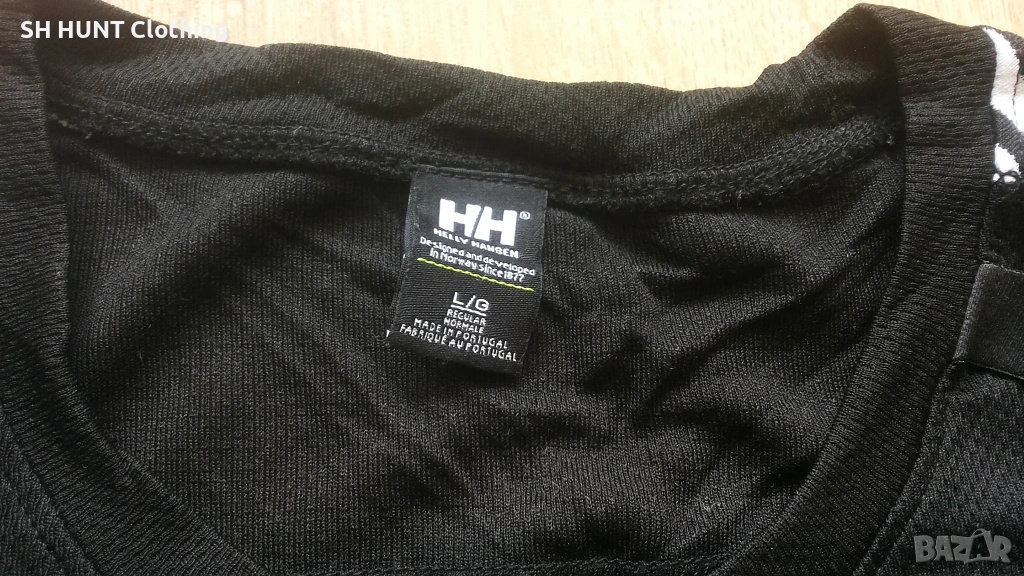 SH HUNT Clothing
HH®
HELLY HANSEN
Designed and developed
in Norway since 1877
L/G
REGULAR
NORMALE
MADE IN PORTUGAL
FABRIQUÉ AU PORTUGAL
BAZAR